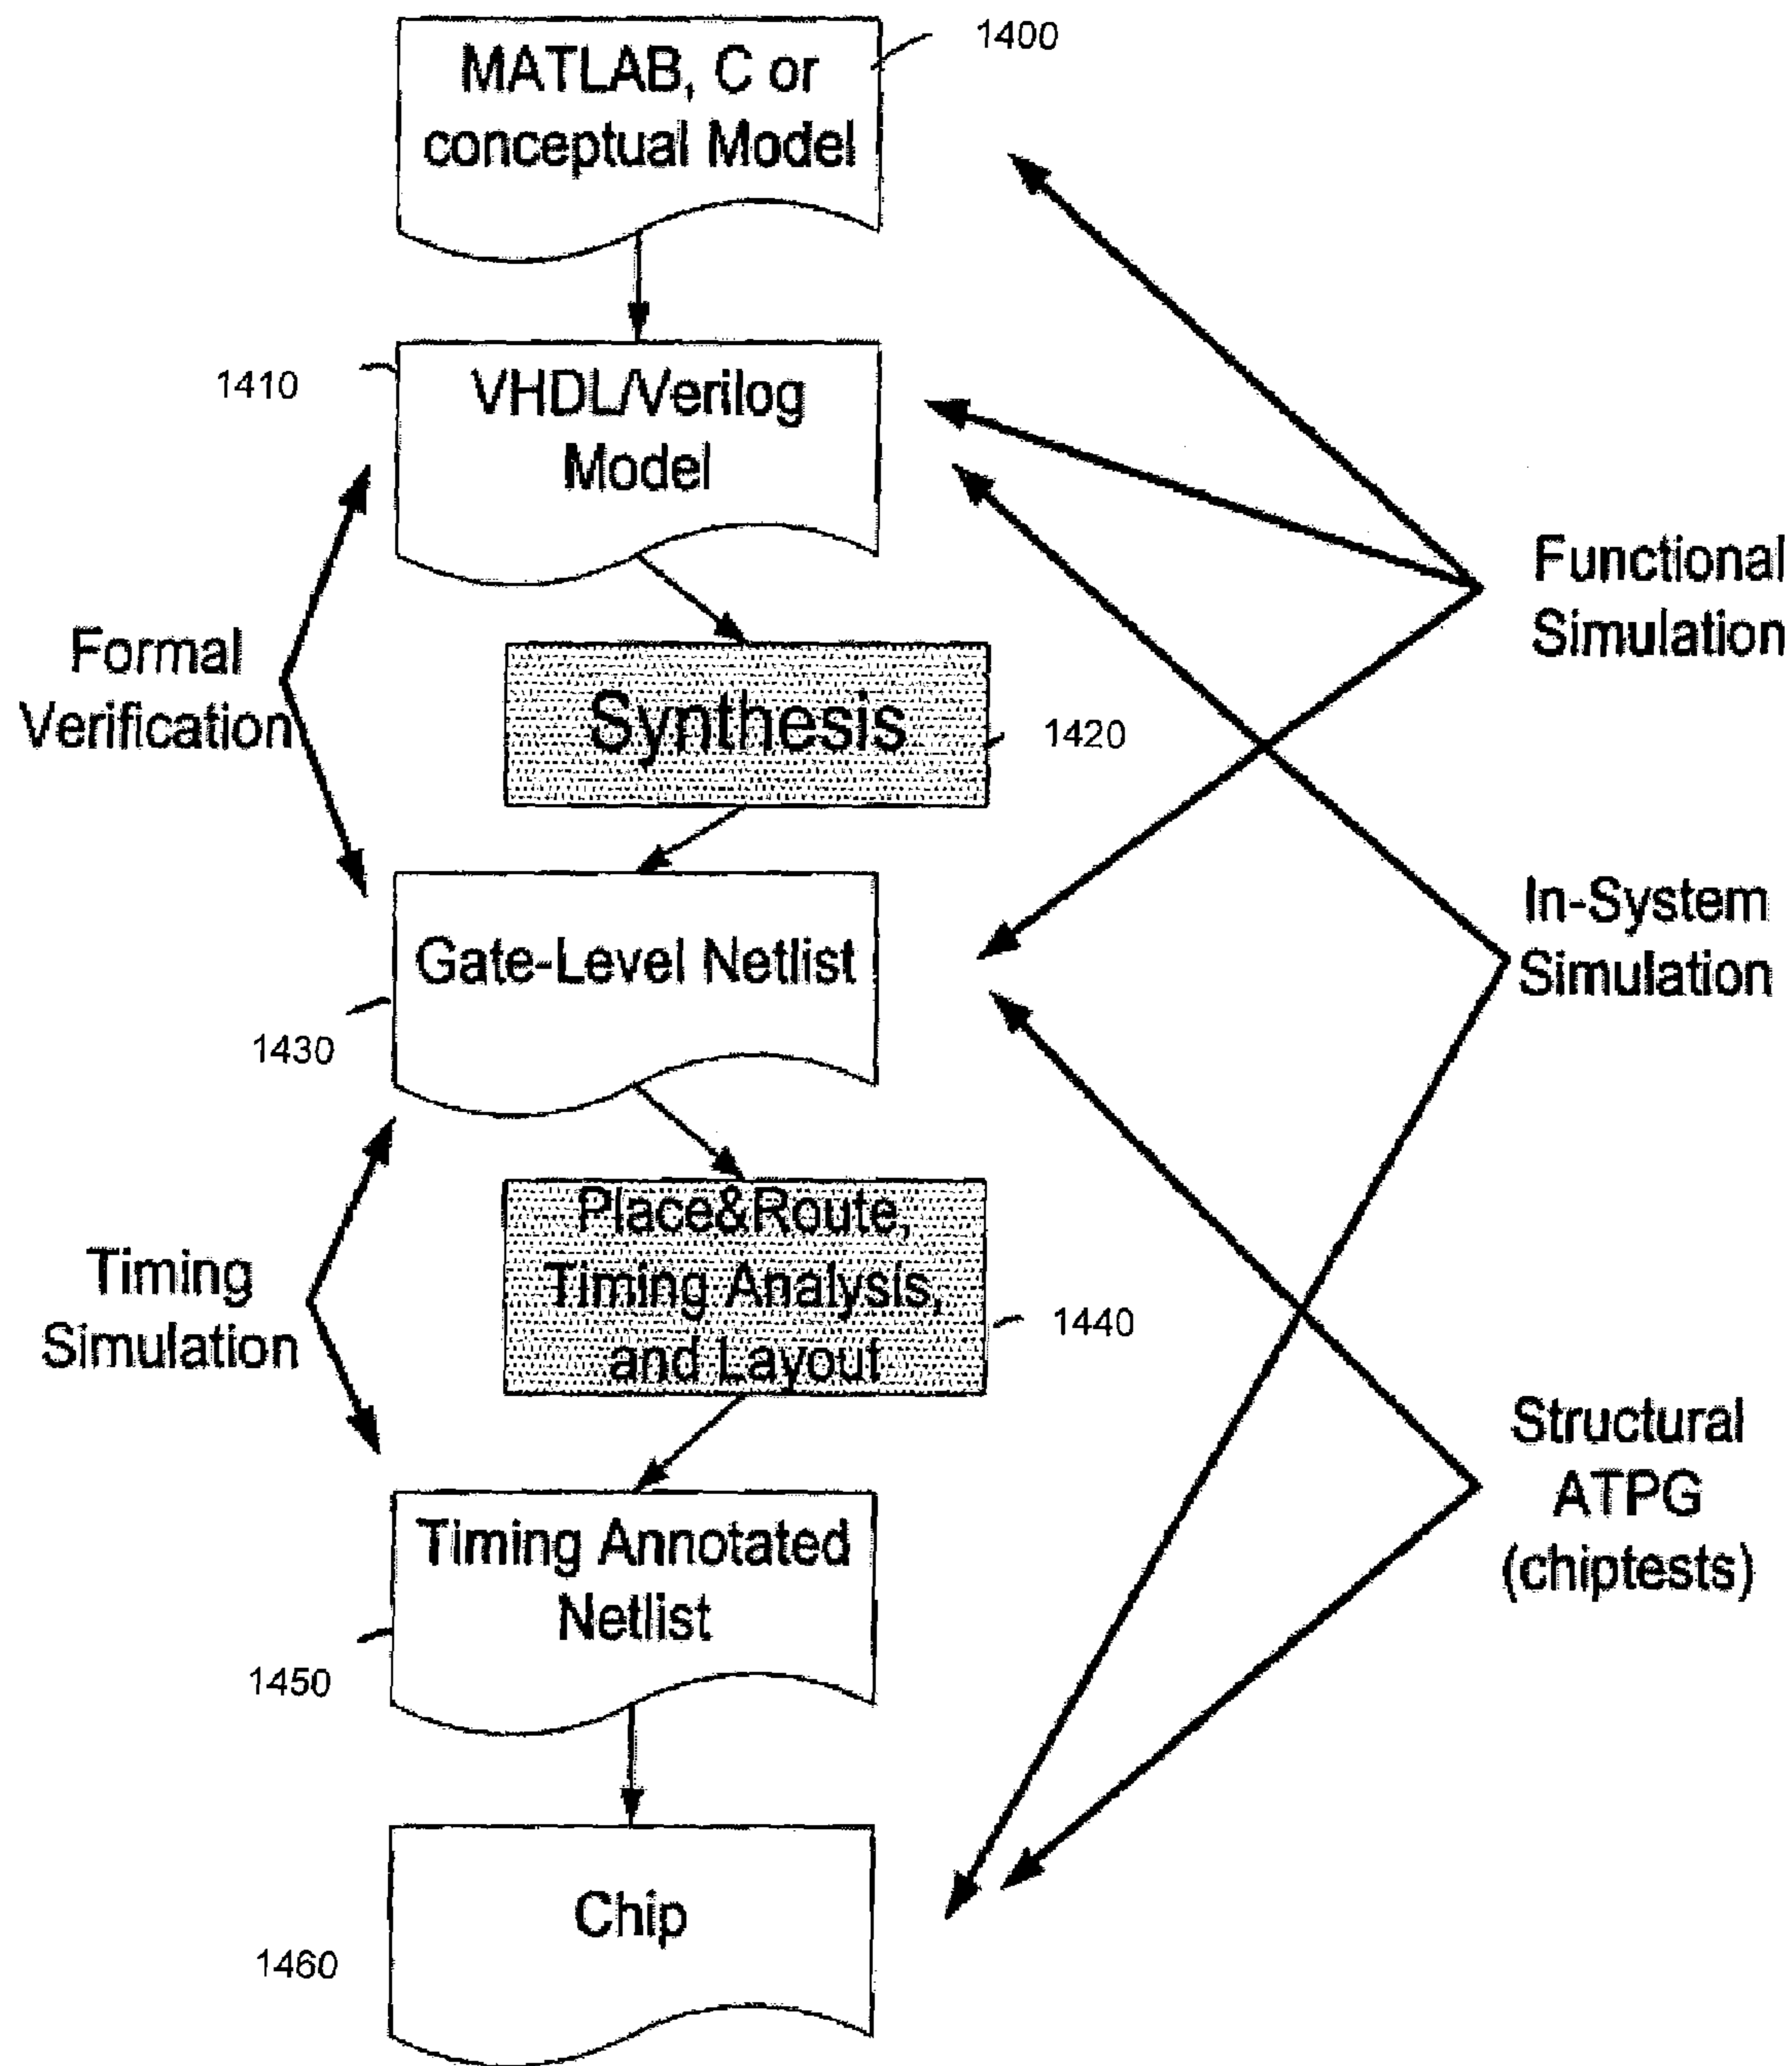 MATLAB, C or
conceptual Model
1400
1410
VHDL/Verilog
Model
Functional
Simulation
Formal
Verification
Synthesis
1420
In-System
Simulation
Gate-Level Netlist
1430
Place&Route,
Timing Analysis,
and Layout
1440
Timing
Simulation
Structural
ATPG
(chiptests)
Timing Annotated
Netlist
1450
Chip
1460